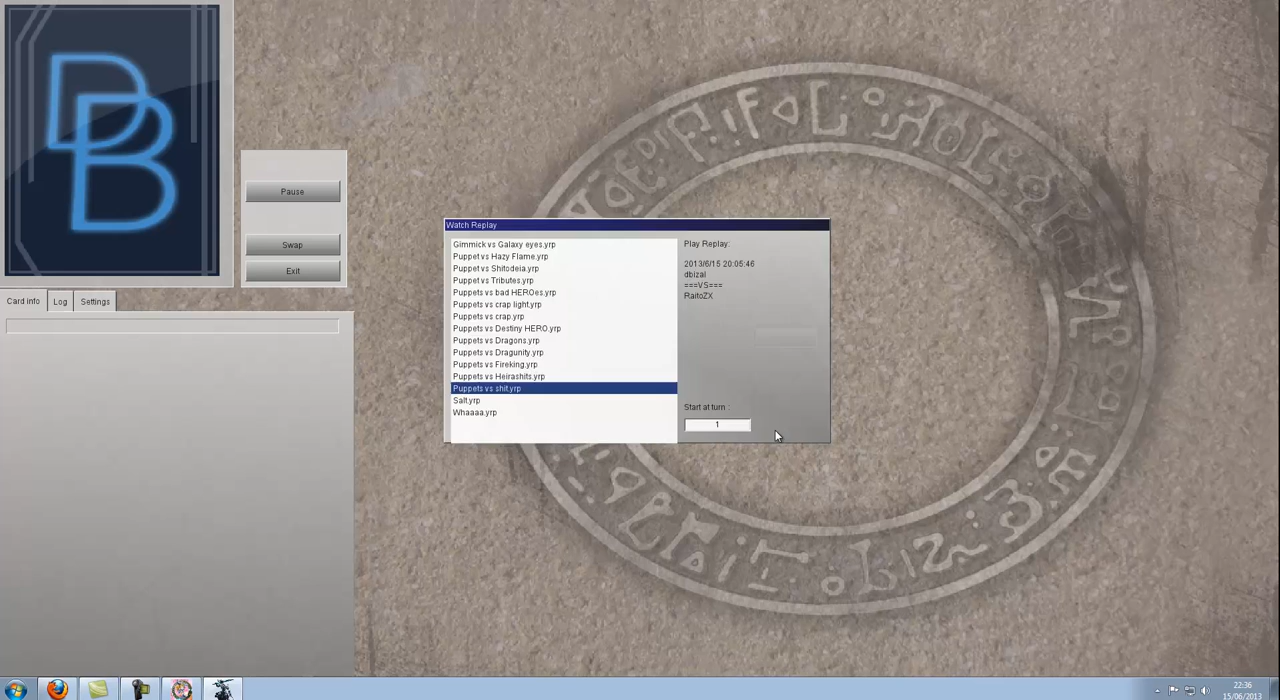 DB
Pause
Swap
Exit
Card info
Log
Settings
Watch Replay
Gimmick vs Galaxy eyes.yrp
Puppet vs Hazy Flame.yrp
Puppet vs Shitodeia.yrp
Puppet vs Tributes.yrp
Puppets vs bad HEROes.yrp
Puppets vs crap light.yrp
Puppets vs crap.yrp
Puppets vs Destiny HERO.yrp
Puppets vs Dragons.yrp
Puppets vs Dragunity.yrp
Puppets vs Fireking.yrp
Puppets vs Heirashits.yrp
Puppets vs shit.yrp
Salt.yrp
Whaaaa.yrp
Play Replay:
2013/6/15 20:05:46
dbizal
===VS===
RaitoZX
Start at turn :
1
22:36
15/06/2013